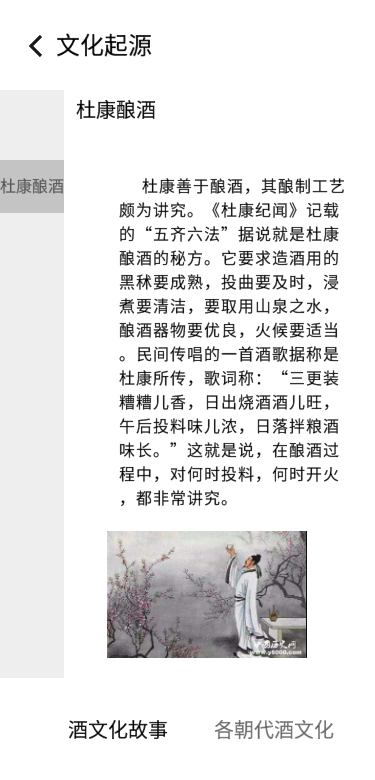 文化起源
杜康酿酒
杜康酿酒
杜康善于酿酒，其酿制工艺
颇为讲究。《杜康纪闻》记载
的“五齐六法”据说就是杜康
酿酒的秘方。它要求造酒用的
黑秫要成熟，投曲要及时，浸
煮要清洁，要取用山泉之水，
酿酒器物要优良，火候要适当
。民间传唱的一首酒歌据称是
杜康所传，歌词称：“三更装
糟糟儿香，日出烧酒酒儿旺，
午后投料味儿浓，日落拌粮酒
味长。”这就是说，在酿酒过
程中，对何时投料，何时开火
，都非常讲究。
中国历史网
www.y5000.com
酒文化故事
各朝代酒文化